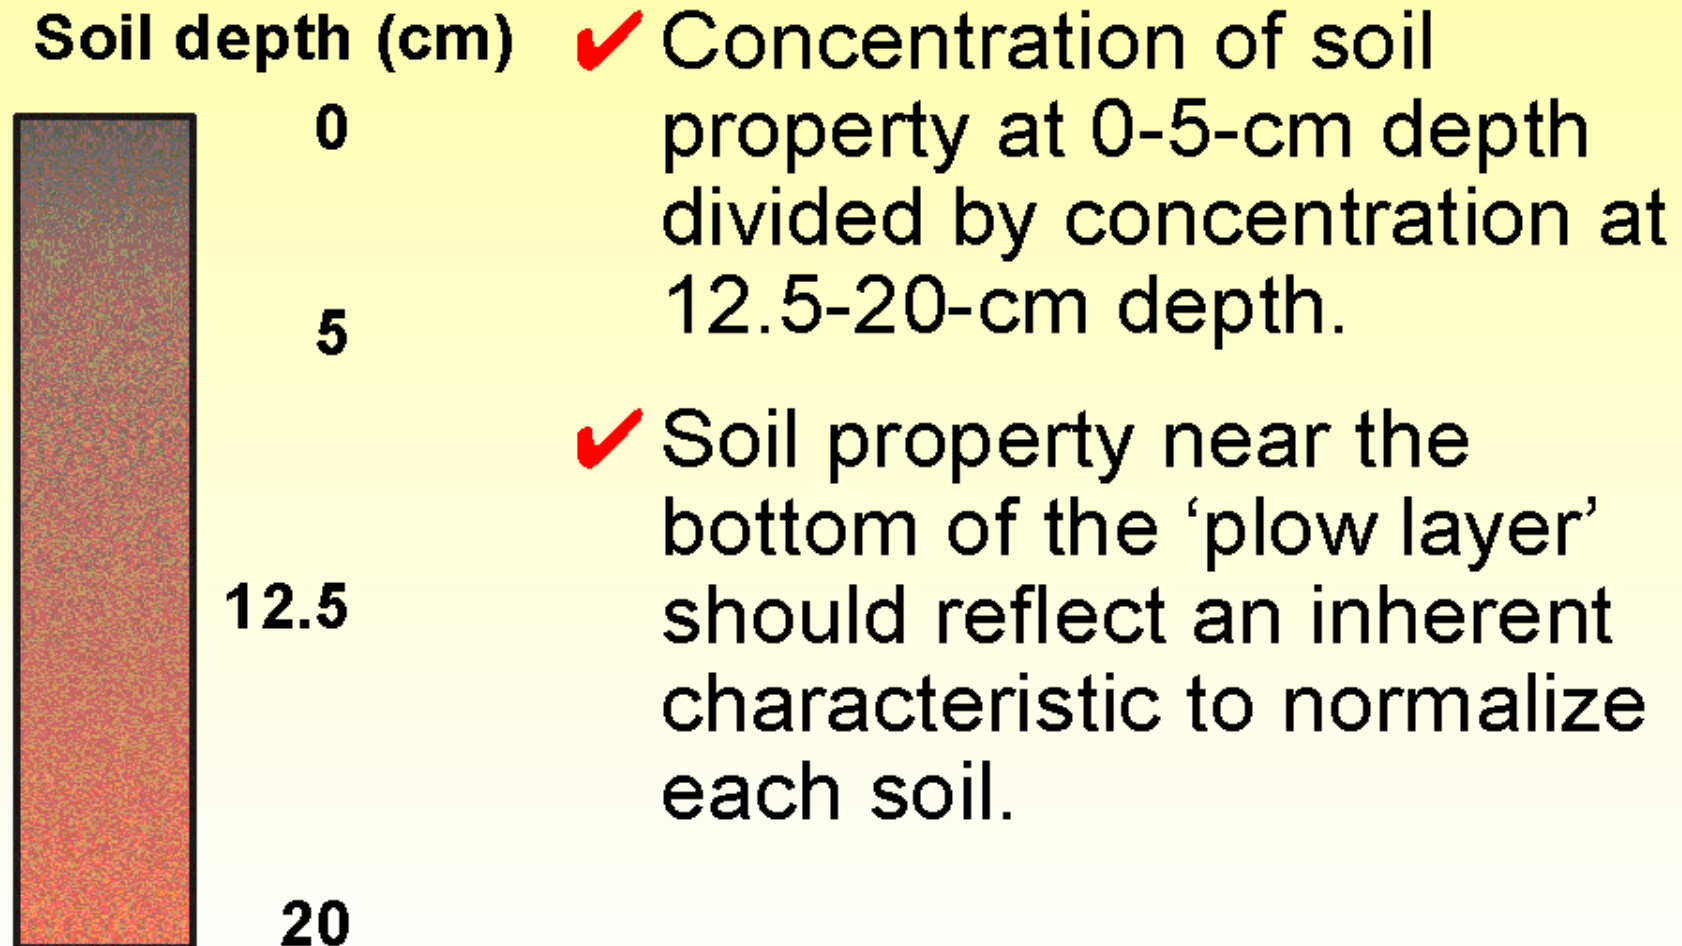 Soil depth (cm)
0
5
12.5
20
✔ Concentration of soil
property at 0-5-cm depth
divided by concentration at
12.5-20-cm depth.
✔ Soil property near the
bottom of the ‘plow layer’
should reflect an inherent
characteristic to normalize
each soil.